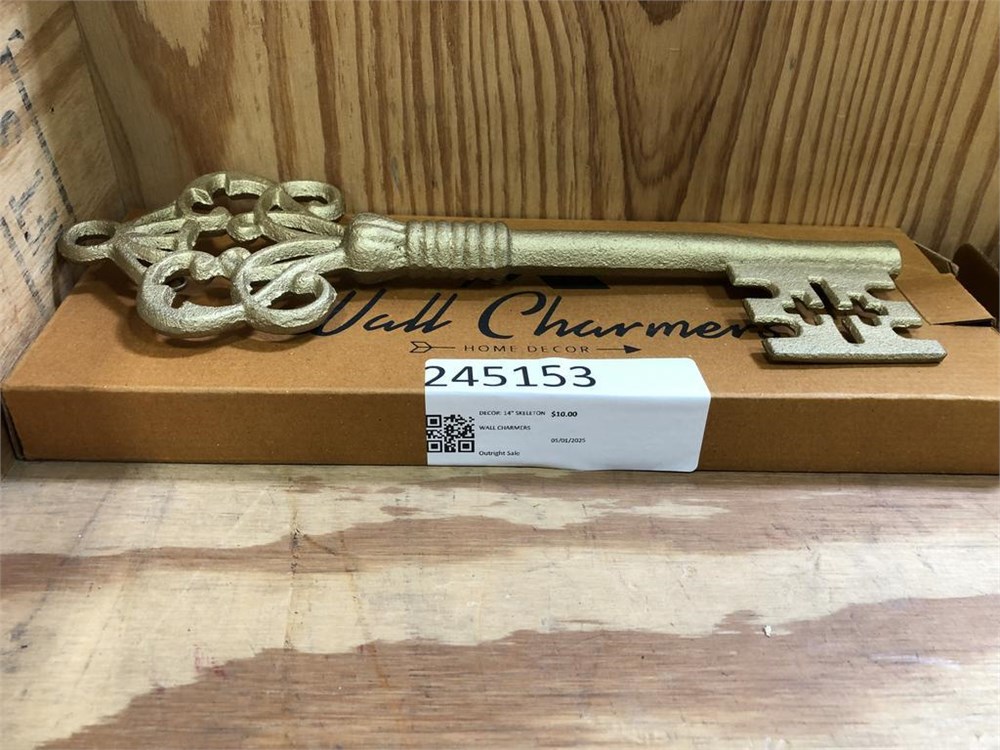 Wall Charmers
HOME DECOR
245153
DECOR: 14" SKELETON $10.00
WALL CHARMERS
05/01/2025
Outright Sale